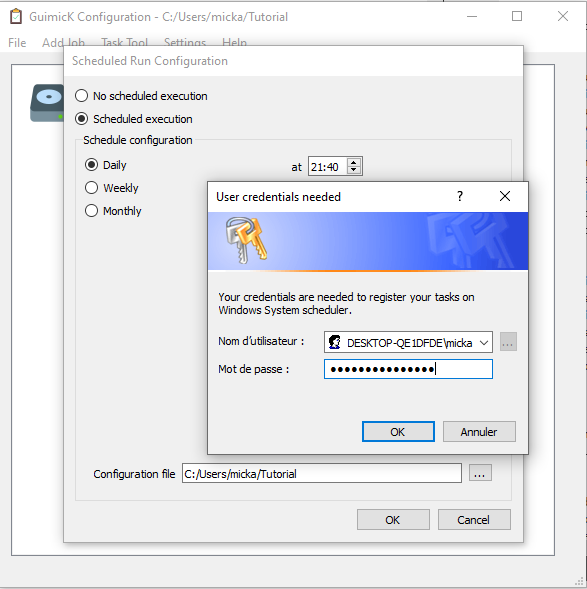 GuimicK Configuration - C:/Users/micka/Tutorial
File Add Job Task Tool Settings Help
Scheduled Run Configuration
No scheduled execution
Scheduled execution
Schedule configuration
Daily at 21:40
Weekly
Monthly
User credentials needed
Your credentials are needed to register your tasks on
Windows System scheduler.
Nom d'utilisateur : DESKTOP-QE1DFDE\micka ...
Mot de passe : ●●●●●●●●●●●●●●●
OK Annuler
Configuration file C:/Users/micka/Tutorial ...
OK Cancel